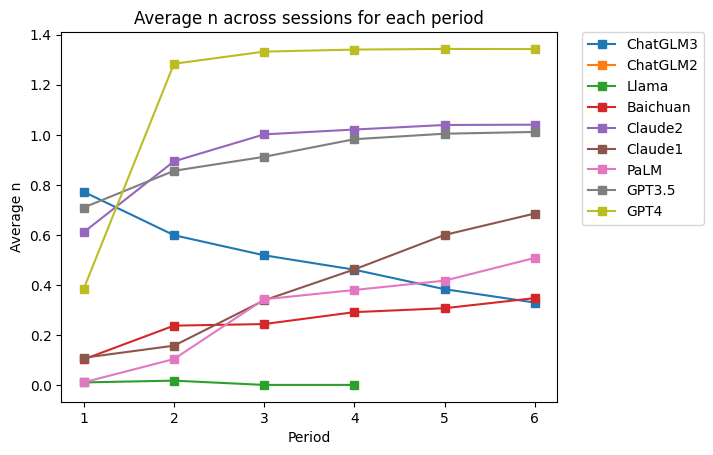 Average n across sessions for each period
1.4
1.2
1.0
0.8
0.6
0.4
0.2
0.0
Average n
1 2 3 4 5 6
Period
ChatGLM3
ChatGLM2
Llama
Baichuan
Claude2
Claude1
PaLM
GPT3.5
GPT4